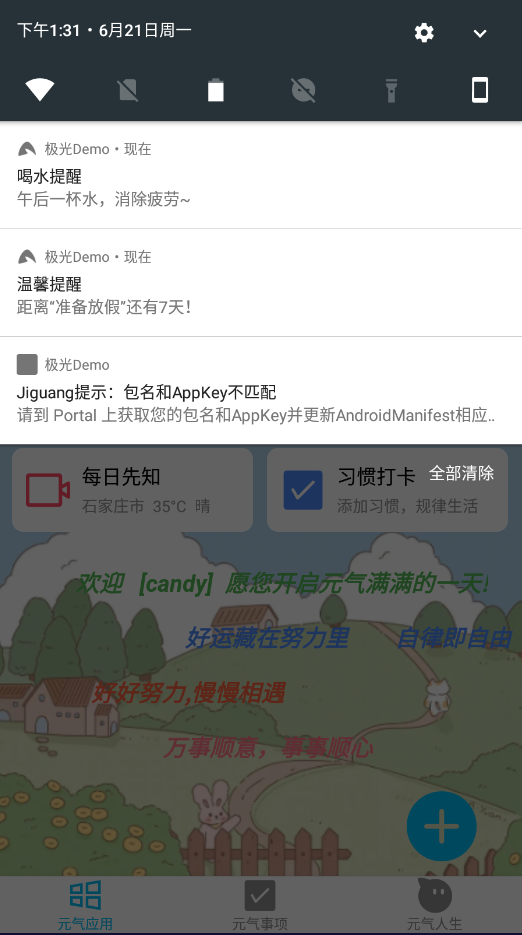 下午1:31 • 6月21日周一
极光Demo • 现在
喝水提醒
午后一杯水，消除疲劳~
极光Demo • 现在
温馨提醒
距离“准备放假”还有7天！
极光Demo
Jiguang提示：包名和AppKey不匹配
请到 Portal 上获取您的包名和AppKey并更新AndroidManifest相应..
全部清除
每日先知
石家庄市 35°C 晴
习惯打卡
添加习惯，规律生活
欢迎 [candy] 愿您开启元气满满的一天!
好运藏在努力里 自律即自由
好好努力,慢慢相遇
万事顺意，事事顺心
元气应用
元气事项
元气人生